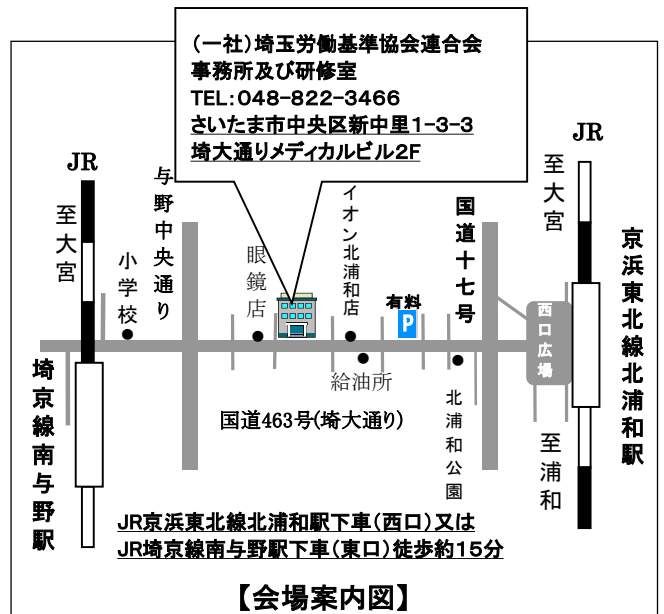 (一社)埼玉労働基準協会連合会
事務所及び研修室
TEL:048-822-3466
さいたま市中央区新中里1-3-3
埼大通りメディカルビル2F
JR
至大宮
小学校
与野中央通り
眼鏡店
イオン北浦和店
有料
P
国道十七号
JR
至大宮
京浜東北線北浦和駅
西口広場
給油所
埼京線南与野駅
国道463号(埼大通り)
北浦和公園
至浦和
JR京浜東北線北浦和駅下車(西口)又は
JR埼京線南与野駅下車(東口)徒歩約15分
【会場案内図】